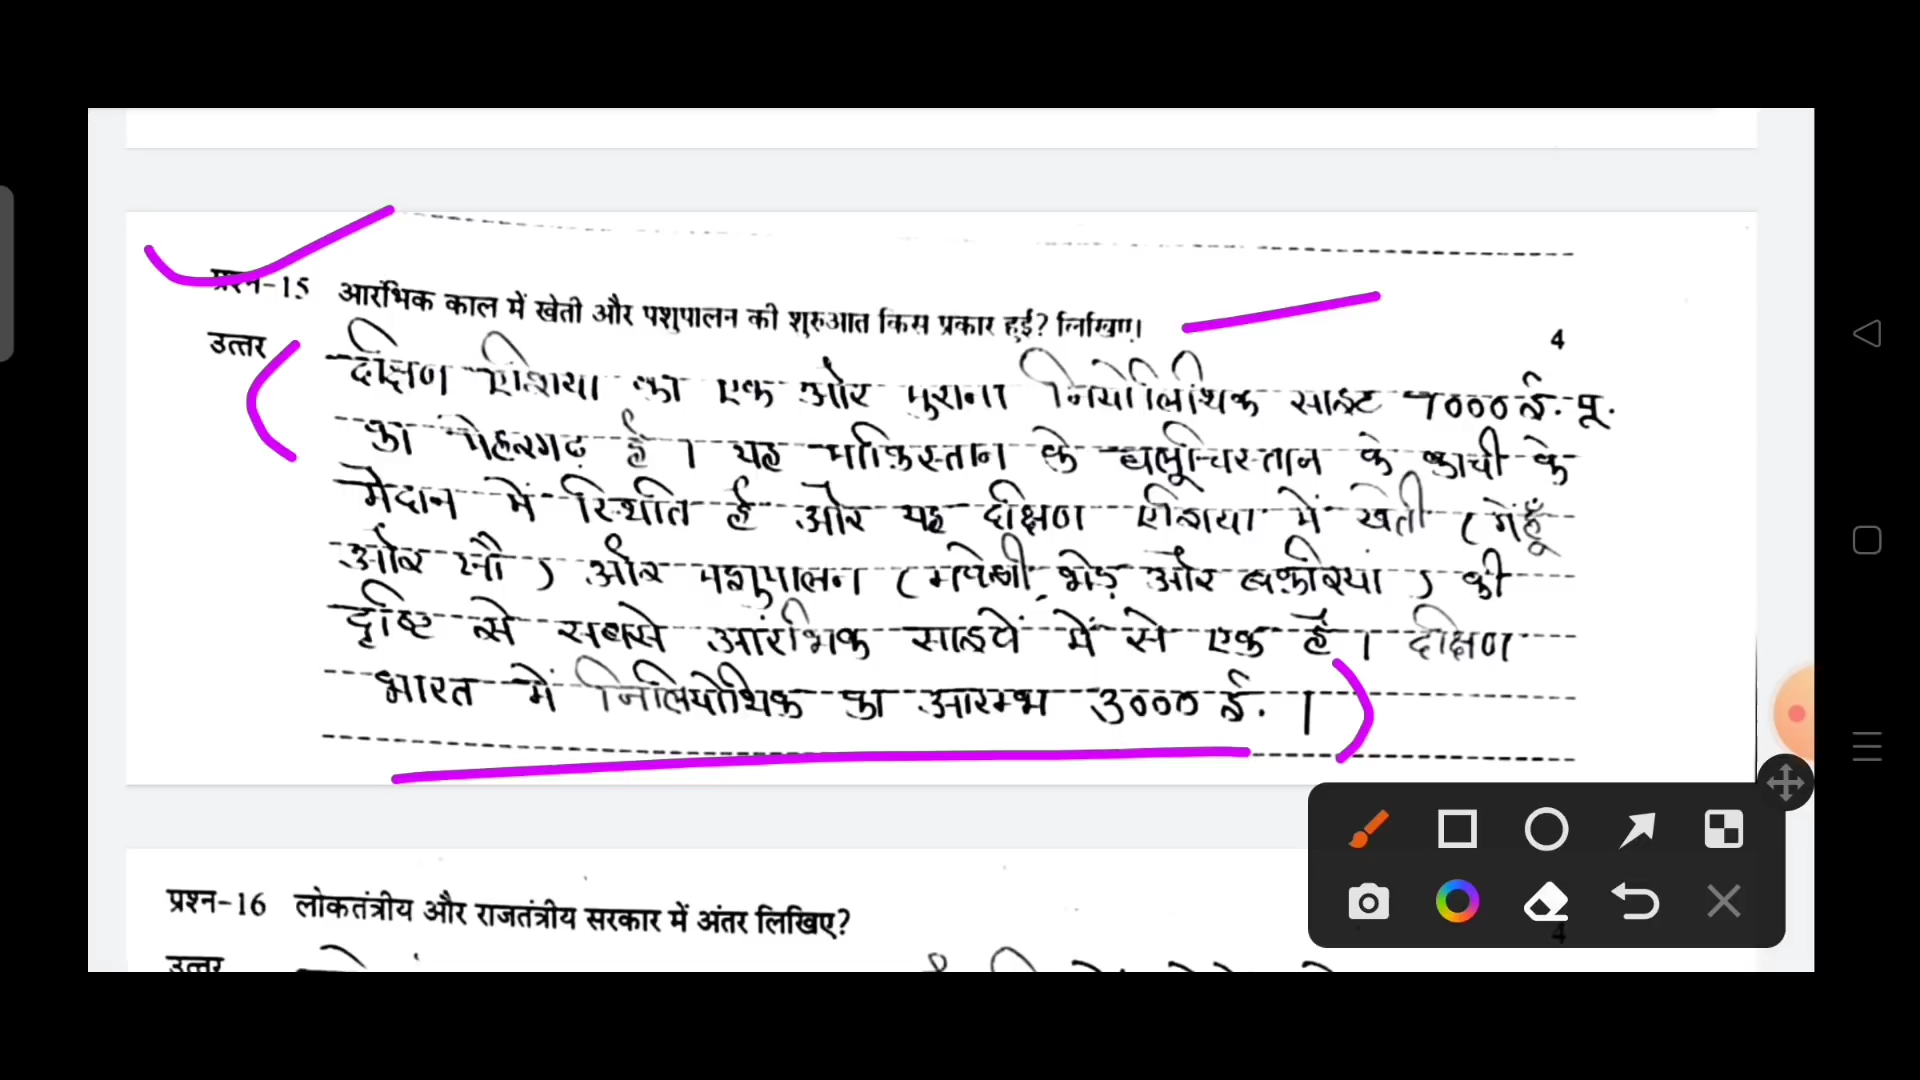 प्रश्न-15 आरंभिक काल में खेती और पशुपालन की शुरुआत किस प्रकार हुई? लिखिए।
4
उत्तर
दक्षिण एशिया का एक और पुराना नियोलिथिक साइट 7000 ई. पू.
का मेहरगढ़ है । यह पाकिस्तान के बलूचिस्तान के काची के
मैदान में स्थिति है और यह दक्षिण एशिया में खेती ( गेहूँ
और जौ ) और पशुपालन ( मवेशी, भेड़ और बकरियां ) की
दृष्टि से सबसे आरंभिक साइटों में से एक है । दक्षिण
भारत में निलियोथिक का आरम्भ 3000 ई. ।
प्रश्न-16 लोकतंत्रीय और राजतंत्रीय सरकार में अंतर लिखिए?
4
उत्तर